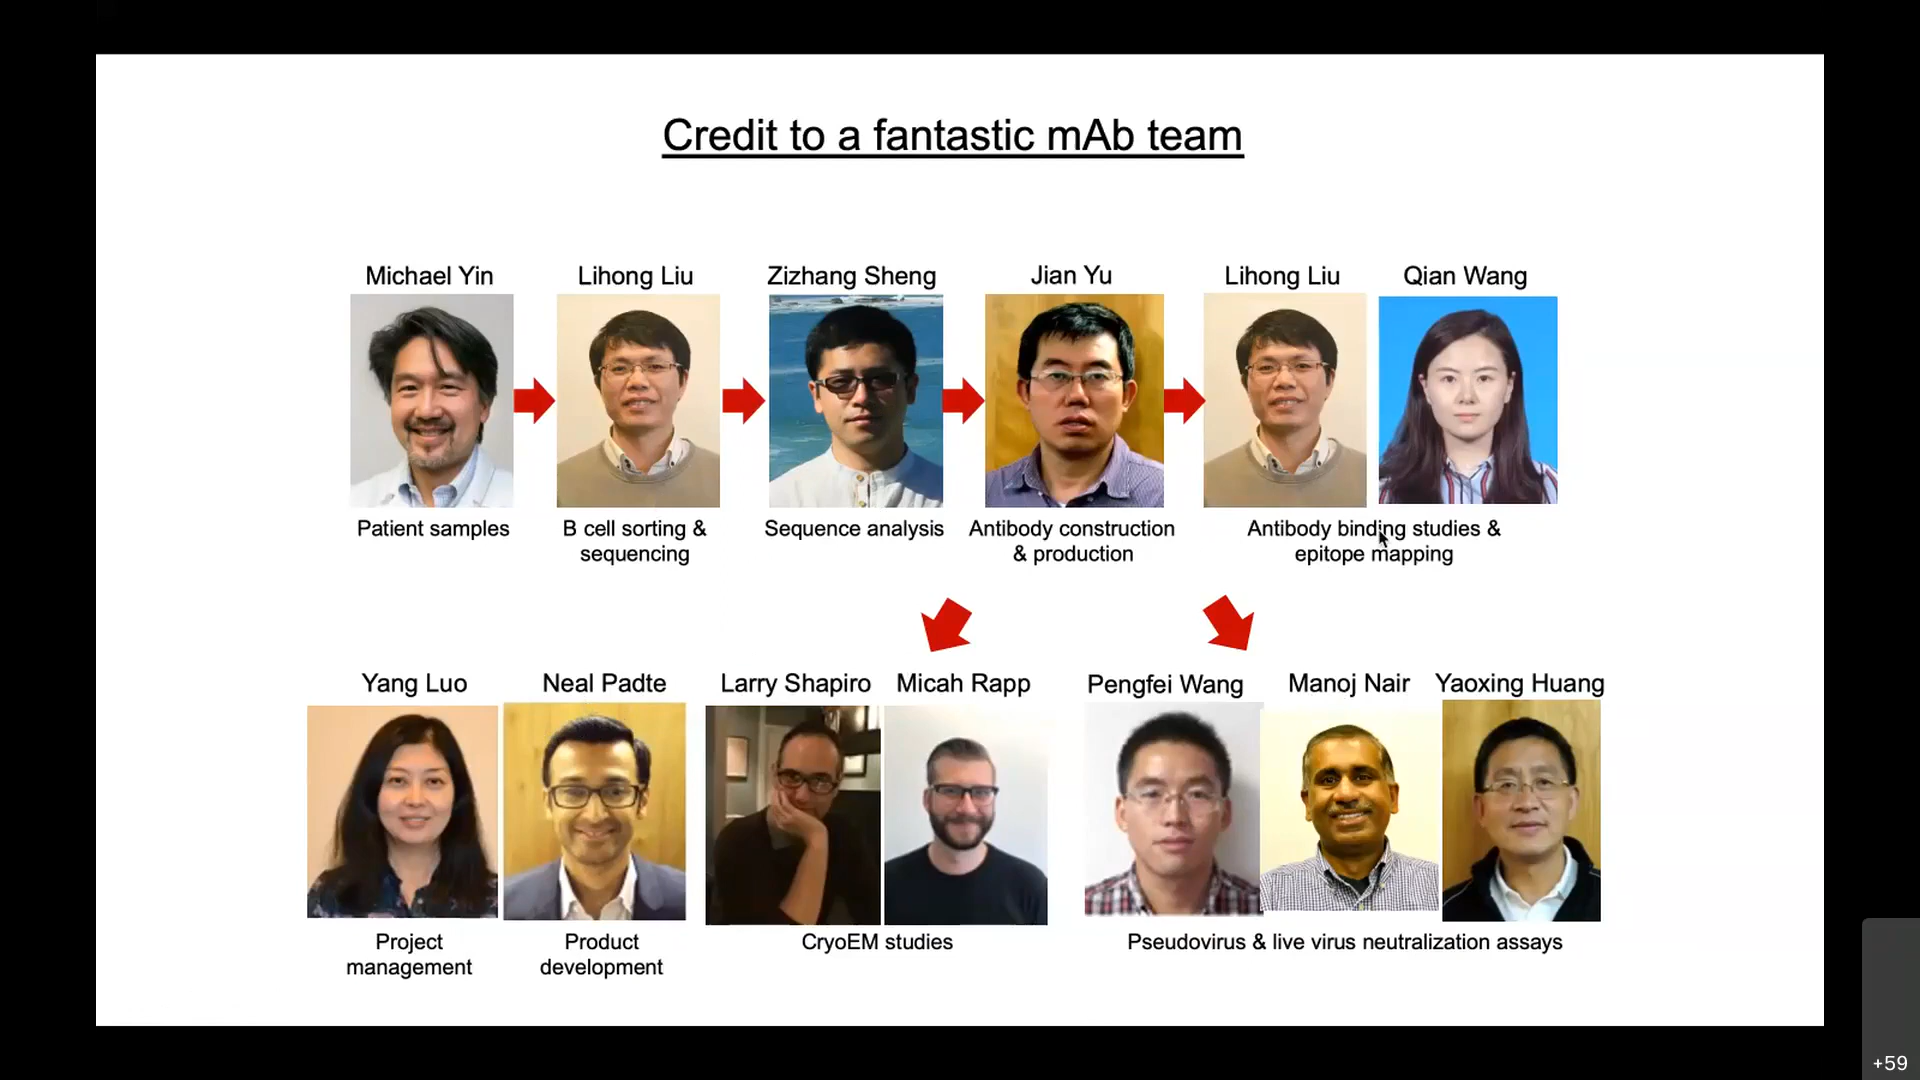 Credit to a fantastic mAb team
Michael Yin
Lihong Liu
Zizhang Sheng
Jian Yu
Lihong Liu
Qian Wang
Patient samples
B cell sorting &
sequencing
Sequence analysis
Antibody construction
& production
Antibody binding studies &
epitope mapping
Yang Luo
Neal Padte
Larry Shapiro
Micah Rapp
Pengfei Wang
Manoj Nair
Yaoxing Huang
Project
management
Product
development
CryoEM studies
Pseudovirus & live virus neutralization assays
+59